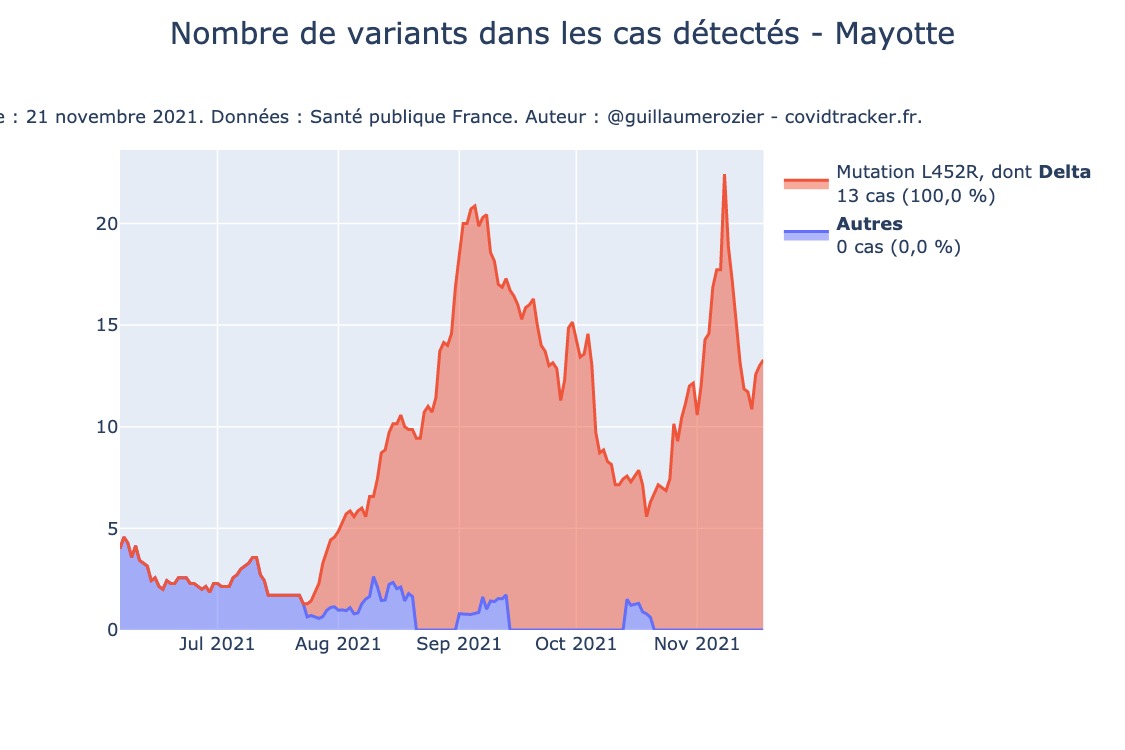 Nombre de variants dans les cas détectés - Mayotte
: 21 novembre 2021. Données : Santé publique France. Auteur : @guillaumerozier - covidtracker.fr.
Mutation L452R, dont Delta
13 cas (100,0 %)
Autres
0 cas (0,0 %)
20
15
10
5
0
Jul 2021 Aug 2021 Sep 2021 Oct 2021 Nov 2021